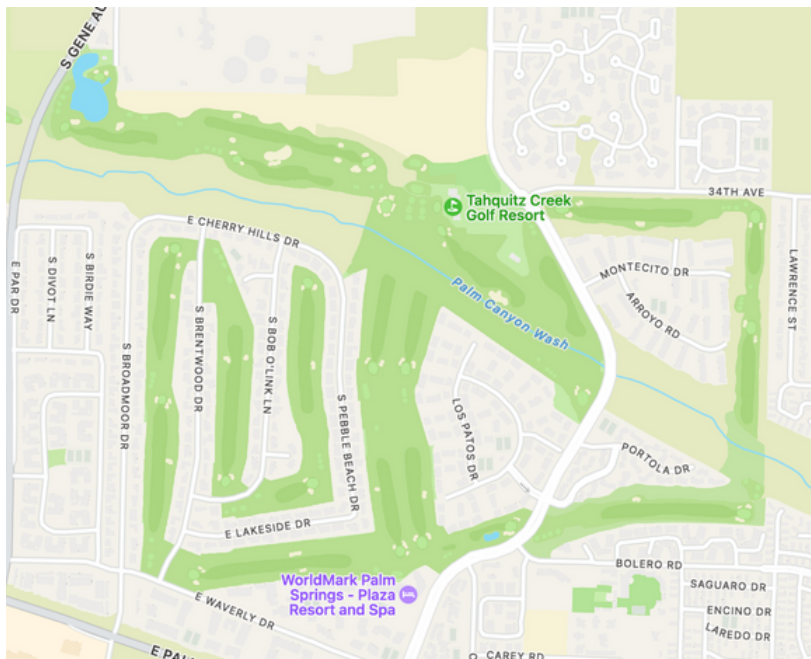 S GENE AU
Tahquitz Creek
Golf Resort
34TH AVE
E CHERRY HILLS DR
MONTECITO DR
ARROYO RD
LAWRENCE ST
Palm Canyon Wash
E PAR DR
S DIVOT LN
S BIRDIE WAY
S BROADMOOR DR
S BRENTWOOD DR
S BOB O'LINK LN
S PEBBLE BEACH DR
LOS PATOS DR
PORTOLA DR
E LAKESIDE DR
BOLERO RD
WorldMark Palm
Springs - Plaza
Resort and Spa
SAGUARO DR
E WAVERLY DR
ENCINO DR
LAREDO DR
E PAL
CAREY RD